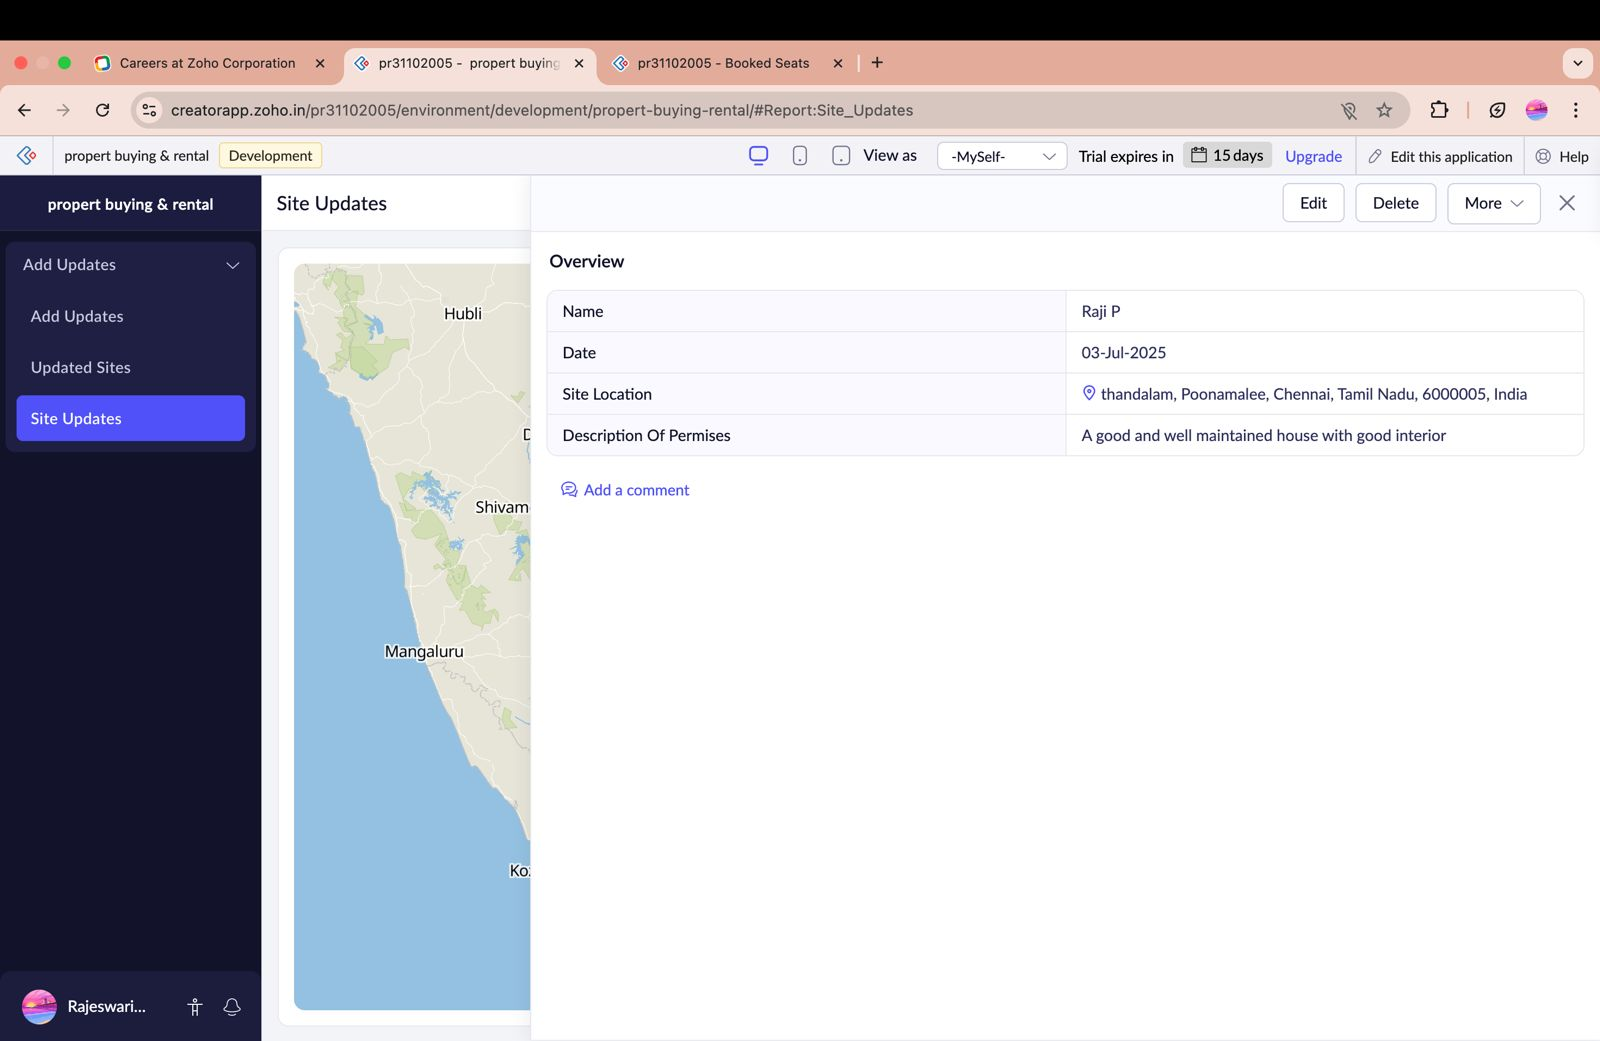 Careers at Zoho Corporation
pr31102005 - propert buying
pr31102005 - Booked Seats
creatorapp.zoho.in/pr31102005/environment/development/propert-buying-rental/#Report:Site_Updates
propert buying & rental
Development
View as
-MySelf-
Trial expires in
15 days
Upgrade
Edit this application
Help
propert buying & rental
Add Updates
Add Updates
Updated Sites
Site Updates
Rajeswari...
Site Updates
Hubli
D
Shivam
Mangaluru
Koz
Edit
Delete
More
Overview
Name Raji P
Date 03-Jul-2025
Site Location thandalam, Poonamalee, Chennai, Tamil Nadu, 6000005, India
Description Of Permises A good and well maintained house with good interior
Add a comment